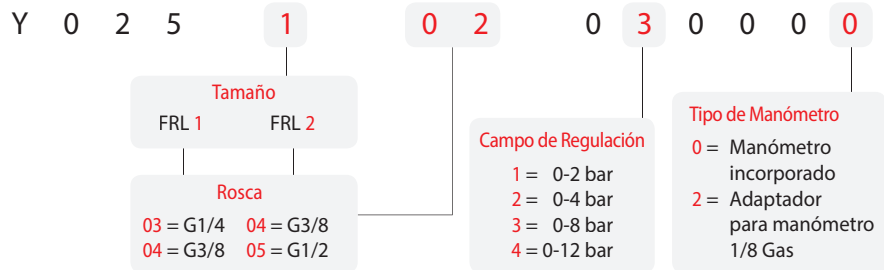 Y 0 2 5 1 0 2 0 3 0 0 0 0
Tamaño
FRL 1 FRL 2
Rosca
03 = G1/4 04 = G3/8
04 = G3/8 05 = G1/2
Campo de Regulación
1 = 0-2 bar
2 = 0-4 bar
3 = 0-8 bar
4 = 0-12 bar
Tipo de Manómetro
0 = Manómetro
incorporado
2 = Adaptador
para manómetro
1/8 Gas